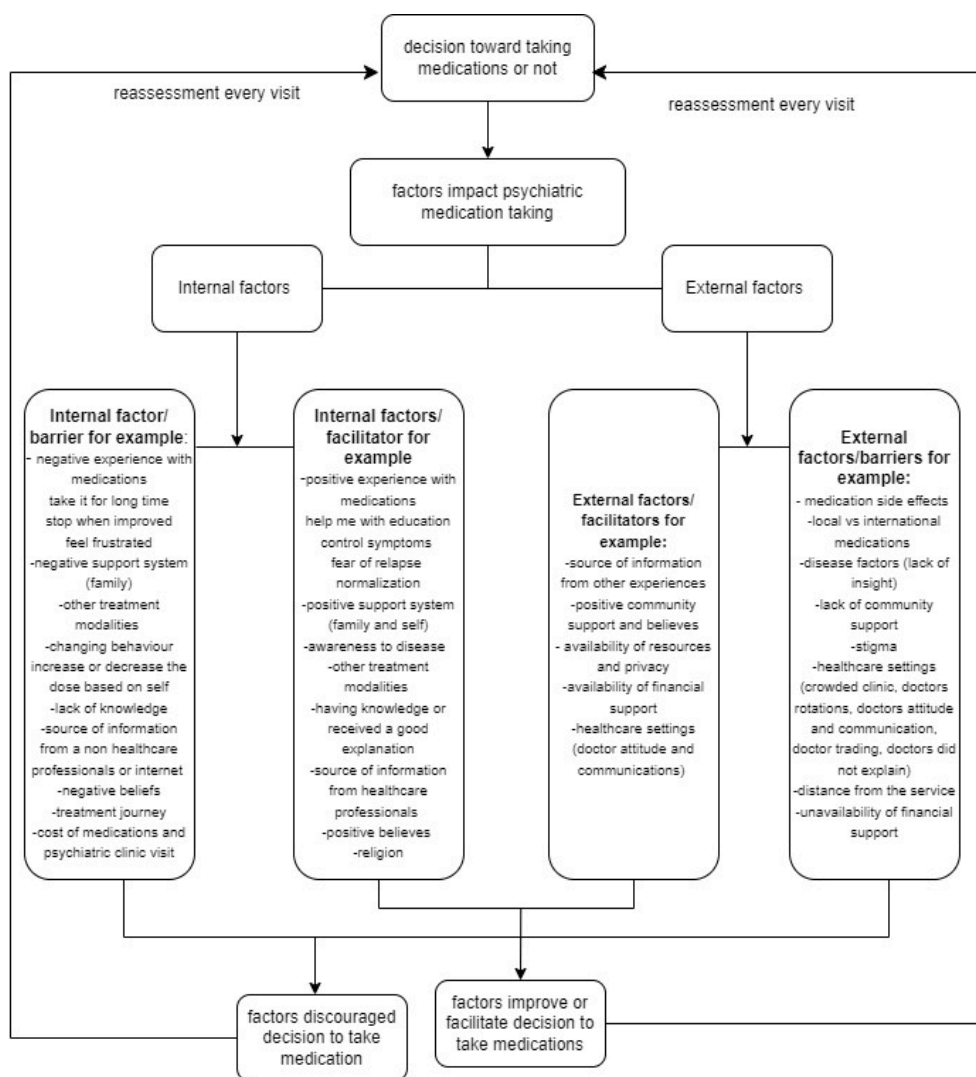 decision toward taking
medications or not
reassessment every visit
reassessment every visit
factors impact psychiatric
medication taking
Internal factors
External factors
Internal factor/
barrier for example:
- negative experience with
medications
take it for long time
stop when improved
feel frustrated
-negative support system
(family)
-other treatment
modalities
-changing behaviour
increase or decrease the
dose based on self
-lack of knowledge
-source of information
from a non healthcare
professionals or internet
-negative beliefs
-treatment journey
-cost of medications and
psychiatric clinic visit
Internal factors/
facilitator for
example
-positive experience with
medications
help me with education
control symptoms
fear of relapse
normalization
-positive support system
(family and self)
-awareness to disease
-other treatment
modalities
-having knowledge or
received a good
explanation
-source of information
from healthcare
professionals
-positive believes
-religion
External factors/
facilitators for
example:
-source of information
from other experiences
-positive community
support and believes
- availability of resources
and privacy
-availability of financial
support
-healthcare settings
(doctor attitude and
communications)
External
factors/barriers for
example:
- medication side effects
-local vs international
medications
-disease factors (lack of
insight)
-lack of community
support
-stigma
-healthcare settings
(crowded clinic, doctors
rotations, doctors attitude
and communication,
doctor trading, doctors did
not explain)
-distance from the service
-unavailability of financial
support
factors discouraged
decision to take
medication
factors improve or
facilitate decision to
take medications